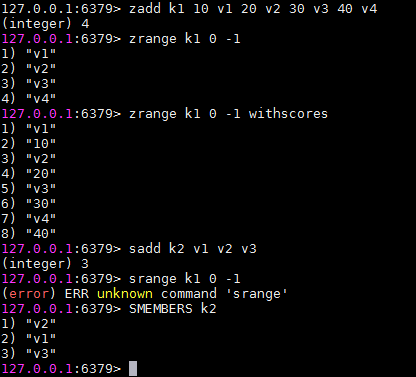 127.0.0.1:6379> zadd k1 10 v1 20 v2 30 v3 40 v4
(integer) 4
127.0.0.1:6379> zrange k1 0 -1
1) "v1"
2) "v2"
3) "v3"
4) "v4"
127.0.0.1:6379> zrange k1 0 -1 withscores
1) "v1"
2) "10"
3) "v2"
4) "20"
5) "v3"
6) "30"
7) "v4"
8) "40"
127.0.0.1:6379> sadd k2 v1 v2 v3
(integer) 3
127.0.0.1:6379> srange k1 0 -1
(error) ERR unknown command 'srange'
127.0.0.1:6379> SMEMBERS k2
1) "v2"
2) "v1"
3) "v3"
127.0.0.1:6379>